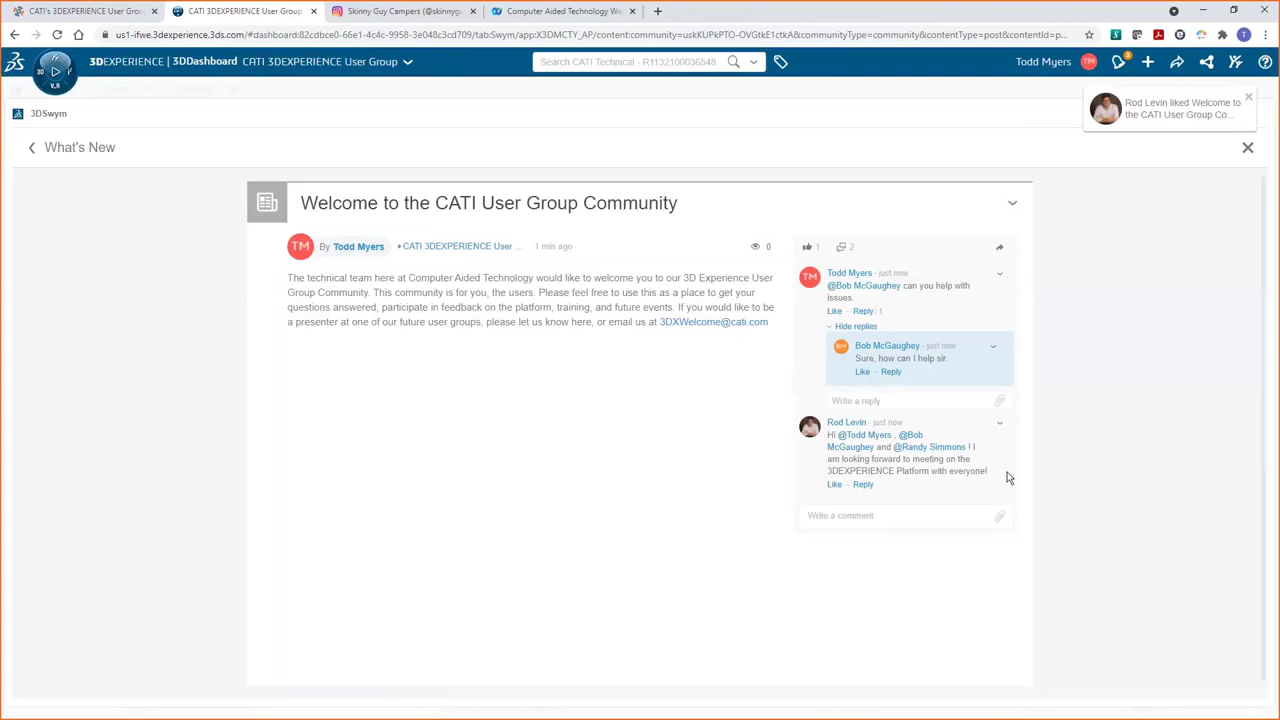 CATI's 3DEXPERIENCE User Group
CATI 3DEXPERIENCE User Group
Skinny Guy Campers (@skinnygu
Computer Aided Technology Web
us1-ifwe.3dexperience.3ds.com/#dashboard:82cdbce0-66e1-4c4c-9958-3e048c3cd709/tab:Swym/app:X3DMCTY_AP/content:community=uskKUPkPTO-OVGtkE1ctkA&communityType=community&contentType=post&contentId=p...
T
3DEXPERIENCE | 3DDashboard CATI 3DEXPERIENCE User Group
Search CATI Technical - R1132100036548
Todd Myers TM
3D
V.R
3DSwym
Rod Levin liked Welcome to
the CATI User Group Co...
What's New
Welcome to the CATI User Group Community
TM By Todd Myers CATI 3DEXPERIENCE User ... 1 min ago 0
The technical team here at Computer Aided Technology would like to welcome you to our 3D Experience User
Group Community. This community is for you, the users. Please feel free to use this as a place to get your
questions answered, participate in feedback on the platform, training, and future events. If you would like to be
a presenter at one of our future user groups, please let us know here, or email us at 3DXWelcome@cati.com
1 2
TM Todd Myers - just now
@Bob McGaughey can you help with
issues.
Like - Reply 1
Hide replies
BM Bob McGaughey - just now
Sure, how can I help sir.
Like - Reply
Write a reply
Rod Levin - just now
Hi @Todd Myers , @Bob
McGaughey and @Randy Simmons ! I
am looking forward to meeting on the
3DEXPERIENCE Platform with everyone!
Like - Reply
Write a comment